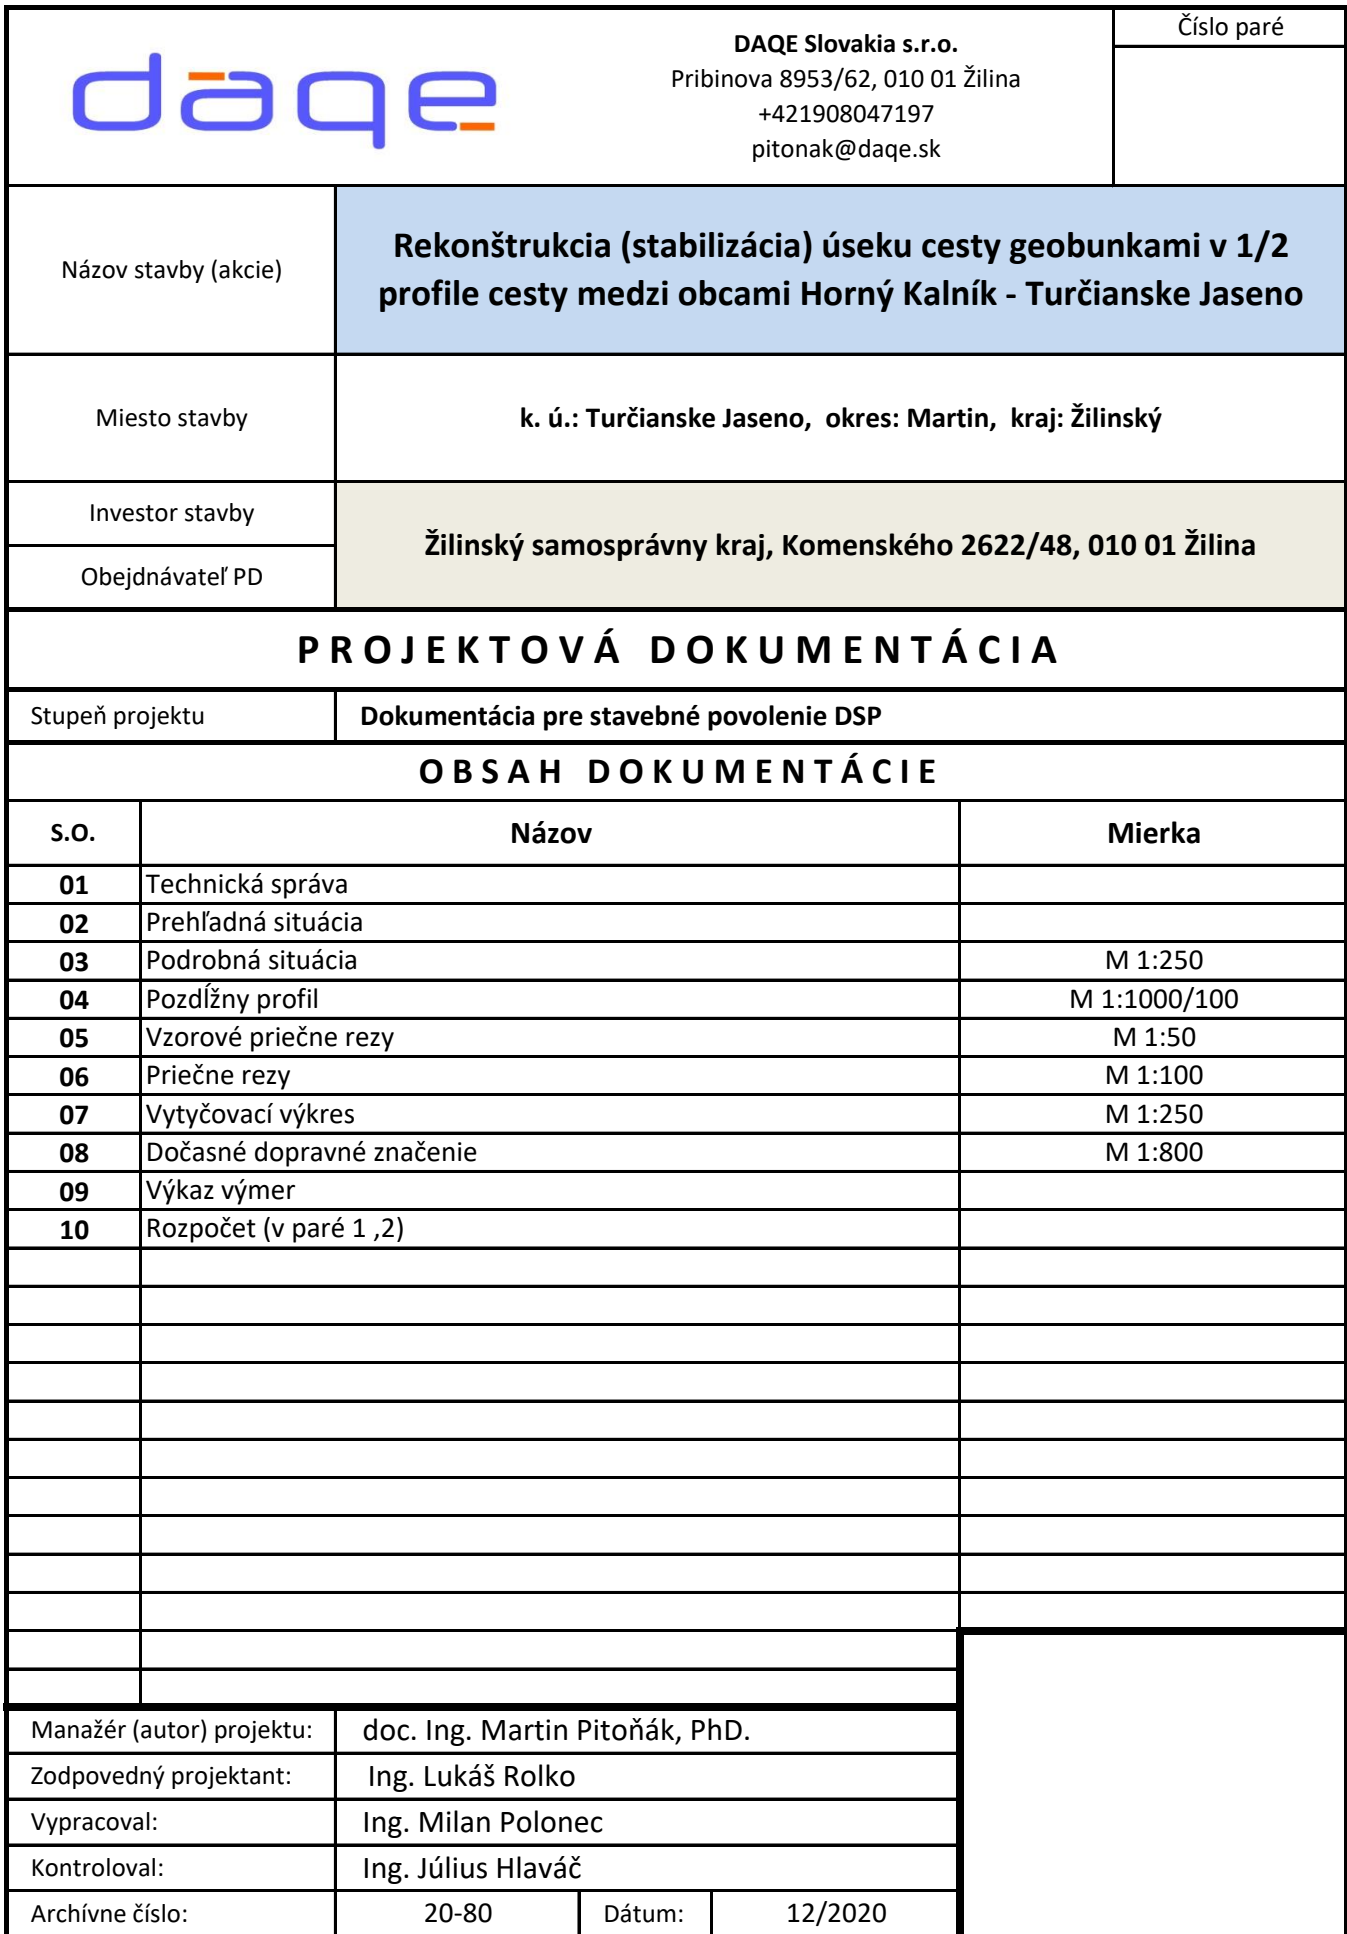 daqe
DAQE Slovakia s.r.o.
Pribinova 8953/62, 010 01 Žilina
+421908047197
pitonak@daqe.sk
Číslo paré
Názov stavby (akcie)
Rekonštrukcia (stabilizácia) úseku cesty geobunkami v 1/2
profile cesty medzi obcami Horný Kalník - Turčianske Jaseno
Miesto stavby
k. ú.: Turčianske Jaseno, okres: Martin, kraj: Žilinský
Investor stavby
Obejdnávateľ PD
Žilinský samosprávny kraj, Komenského 2622/48, 010 01 Žilina
PROJEKTOVÁ DOKUMENTÁCIA
Stupeň projektu Dokumentácia pre stavebné povolenie DSP
OBSAH DOKUMENTÁCIE
S.O. Názov Mierka
01 Technická správa
02 Prehľadná situácia
03 Podrobná situácia M 1:250
04 Pozdĺžny profil M 1:1000/100
05 Vzorové priečne rezy M 1:50
06 Priečne rezy M 1:100
07 Vytyčovací výkres M 1:250
08 Dočasné dopravné značenie M 1:800
09 Výkaz výmer
10 Rozpočet (v paré 1 ,2)
Manažér (autor) projektu: doc. Ing. Martin Pitoňák, PhD.
Zodpovedný projektant: Ing. Lukáš Rolko
Vypracoval: Ing. Milan Polonec
Kontroloval: Ing. Július Hlaváč
Archívne číslo: 20-80 Dátum: 12/2020